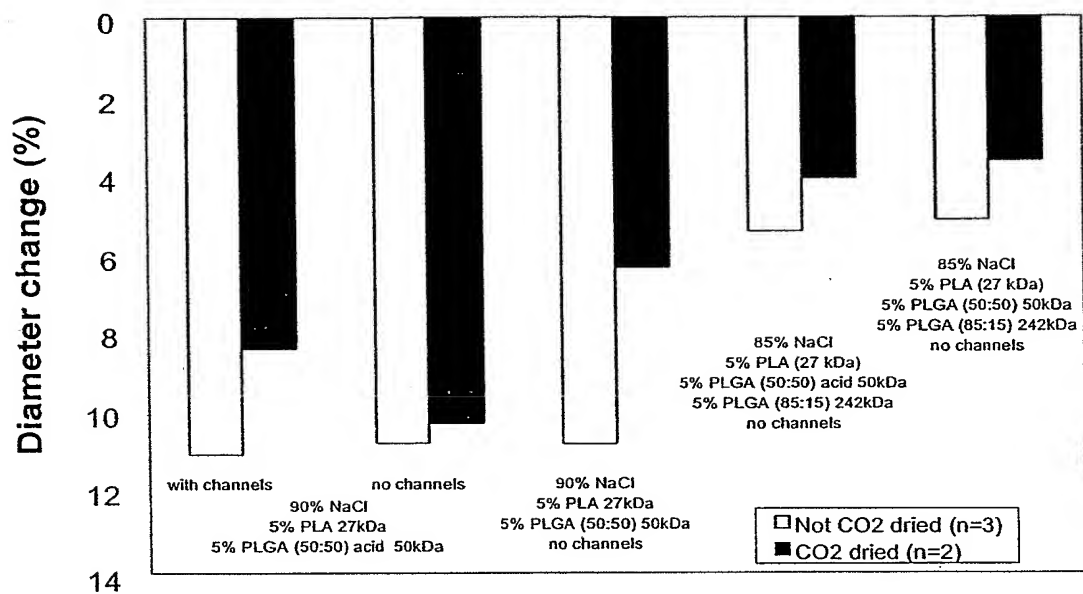 Diameter change (%)
0
2
4
6
8
10
12
14
with channels
no channels
90% NaCl
5% PLA 27kDa
5% PLGA (50:50) acid 50kDa
90% NaCl
5% PLA 27kDa
5% PLGA (50:50) 50kDa
no channels
85% NaCl
5% PLA (27 kDa)
5% PLGA (50:50) acid 50kDa
5% PLGA (85:15) 242kDa
no channels
85% NaCl
5% PLA (27 kDa)
5% PLGA (50:50) 50kDa
5% PLGA (85:15) 242kDa
no channels
Not CO2 dried (n=3)
CO2 dried (n=2)